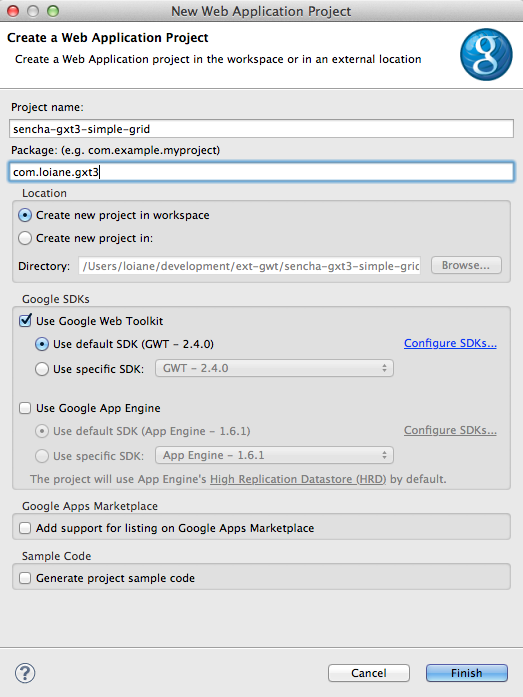 New Web Application Project
Create a Web Application Project
Create a Web Application project in the workspace or in an external location
g
Project name:
sencha-gxt3-simple-grid
Package: (e.g. com.example.myproject)
com.loiane.gxt3
Location
Create new project in workspace
Create new project in:
Directory: /Users/loiane/development/ext-gwt/sencha-gxt3-simple-grid Browse...
Google SDKs
Use Google Web Toolkit
Use default SDK (GWT - 2.4.0) Configure SDKs...
Use specific SDK: GWT - 2.4.0
Use Google App Engine
Use default SDK (App Engine - 1.6.1) Configure SDKs...
Use specific SDK: App Engine - 1.6.1
The project will use App Engine's High Replication Datastore (HRD) by default.
Google Apps Marketplace
Add support for listing on Google Apps Marketplace
Sample Code
Generate project sample code
? Cancel Finish